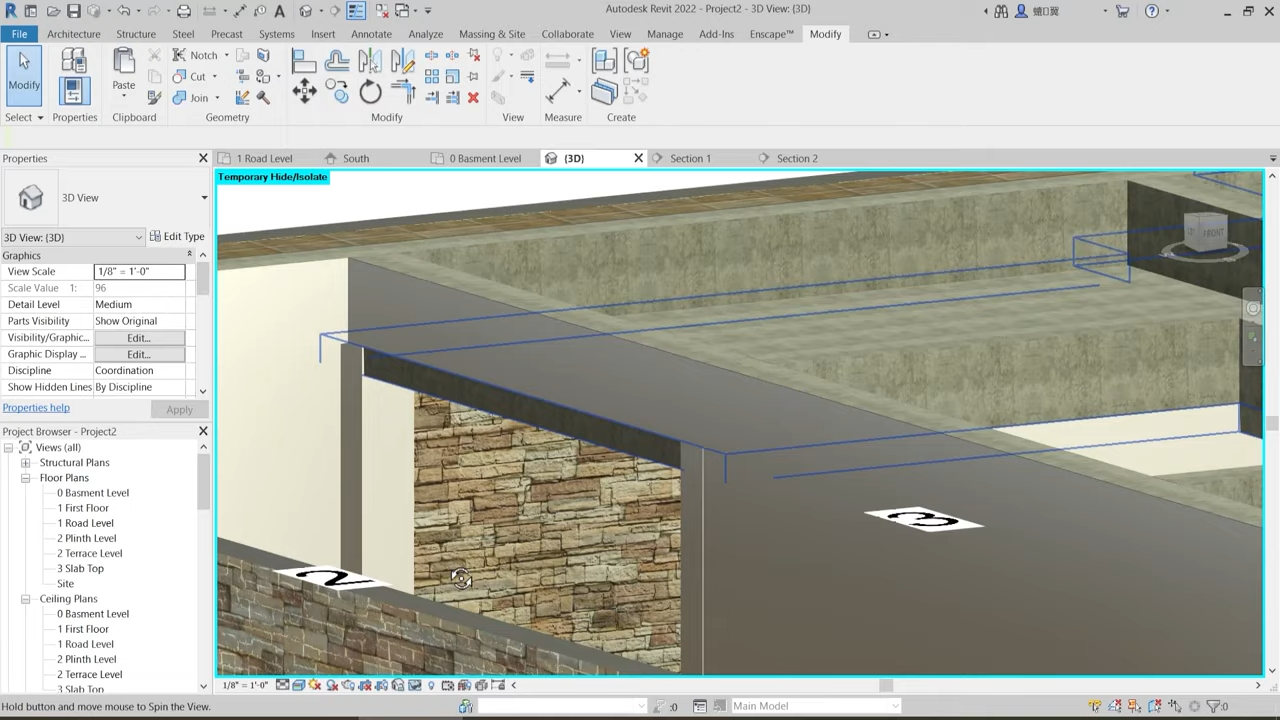 Autodesk Revit 2022 - Project2 - 3D View: {3D}
File Architecture Structure Steel Precast Systems Insert Annotate Analyze Massing & Site Collaborate View Manage Add-Ins Enscape™ Modify
Modify Paste Notch Cut Join
Select Properties Clipboard Geometry Modify View Measure Create
Properties
1 Road Level South 0 Basment Level {3D} Section 1 Section 2
Temporary Hide/Isolate
3D View
3D View: {3D} Edit Type
Graphics
View Scale 1/8" = 1'-0"
Scale Value 1: 96
Detail Level Medium
Parts Visibility Show Original
Visibility/Graphic... Edit...
Graphic Display ... Edit...
Discipline Coordination
Show Hidden Lines By Discipline
Properties help Apply
Project Browser - Project2
Views (all)
Structural Plans
Floor Plans
0 Basment Level
1 First Floor
1 Road Level
2 Plinth Level
2 Terrace Level
3 Slab Top
Site
Ceiling Plans
0 Basment Level
1 First Floor
1 Road Level
2 Plinth Level
2 Terrace Level
3 Slab Top
FRONT
3
2
1/8" = 1'-0"
Hold button and move mouse to Spin the View. :0 Main Model :0